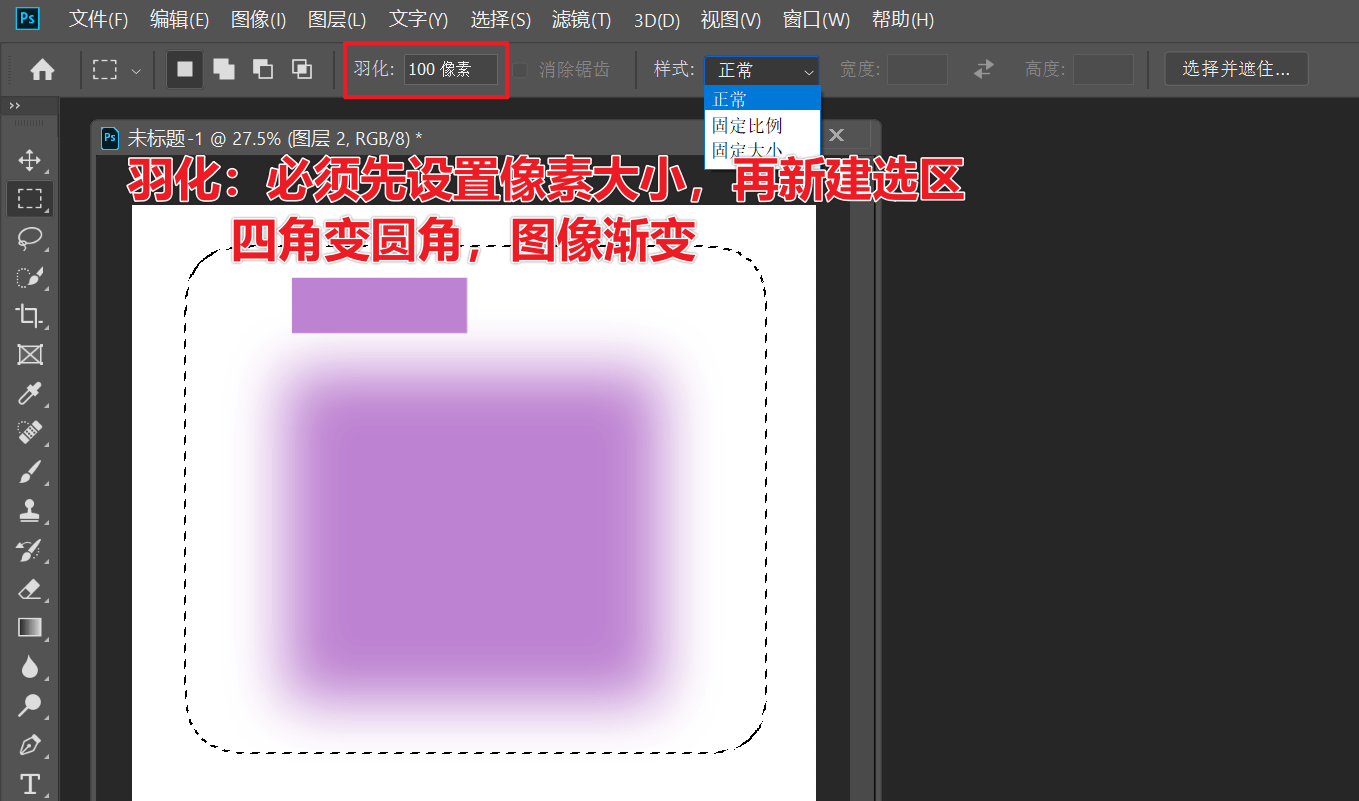 Ps 文件(F) 编辑(E) 图像(I) 图层(L) 文字(Y) 选择(S) 滤镜(T) 3D(D) 视图(V) 窗口(W) 帮助(H)
羽化: 100 像素 消除锯齿 样式: 正常 宽度: 高度: 选择并遮住...
正常
固定比例
固定大小
Ps 未标题-1 @ 27.5% (图层 2, RGB/8) *
羽化：必须先设置像素大小，再新建选区
四角变圆角，图像渐变